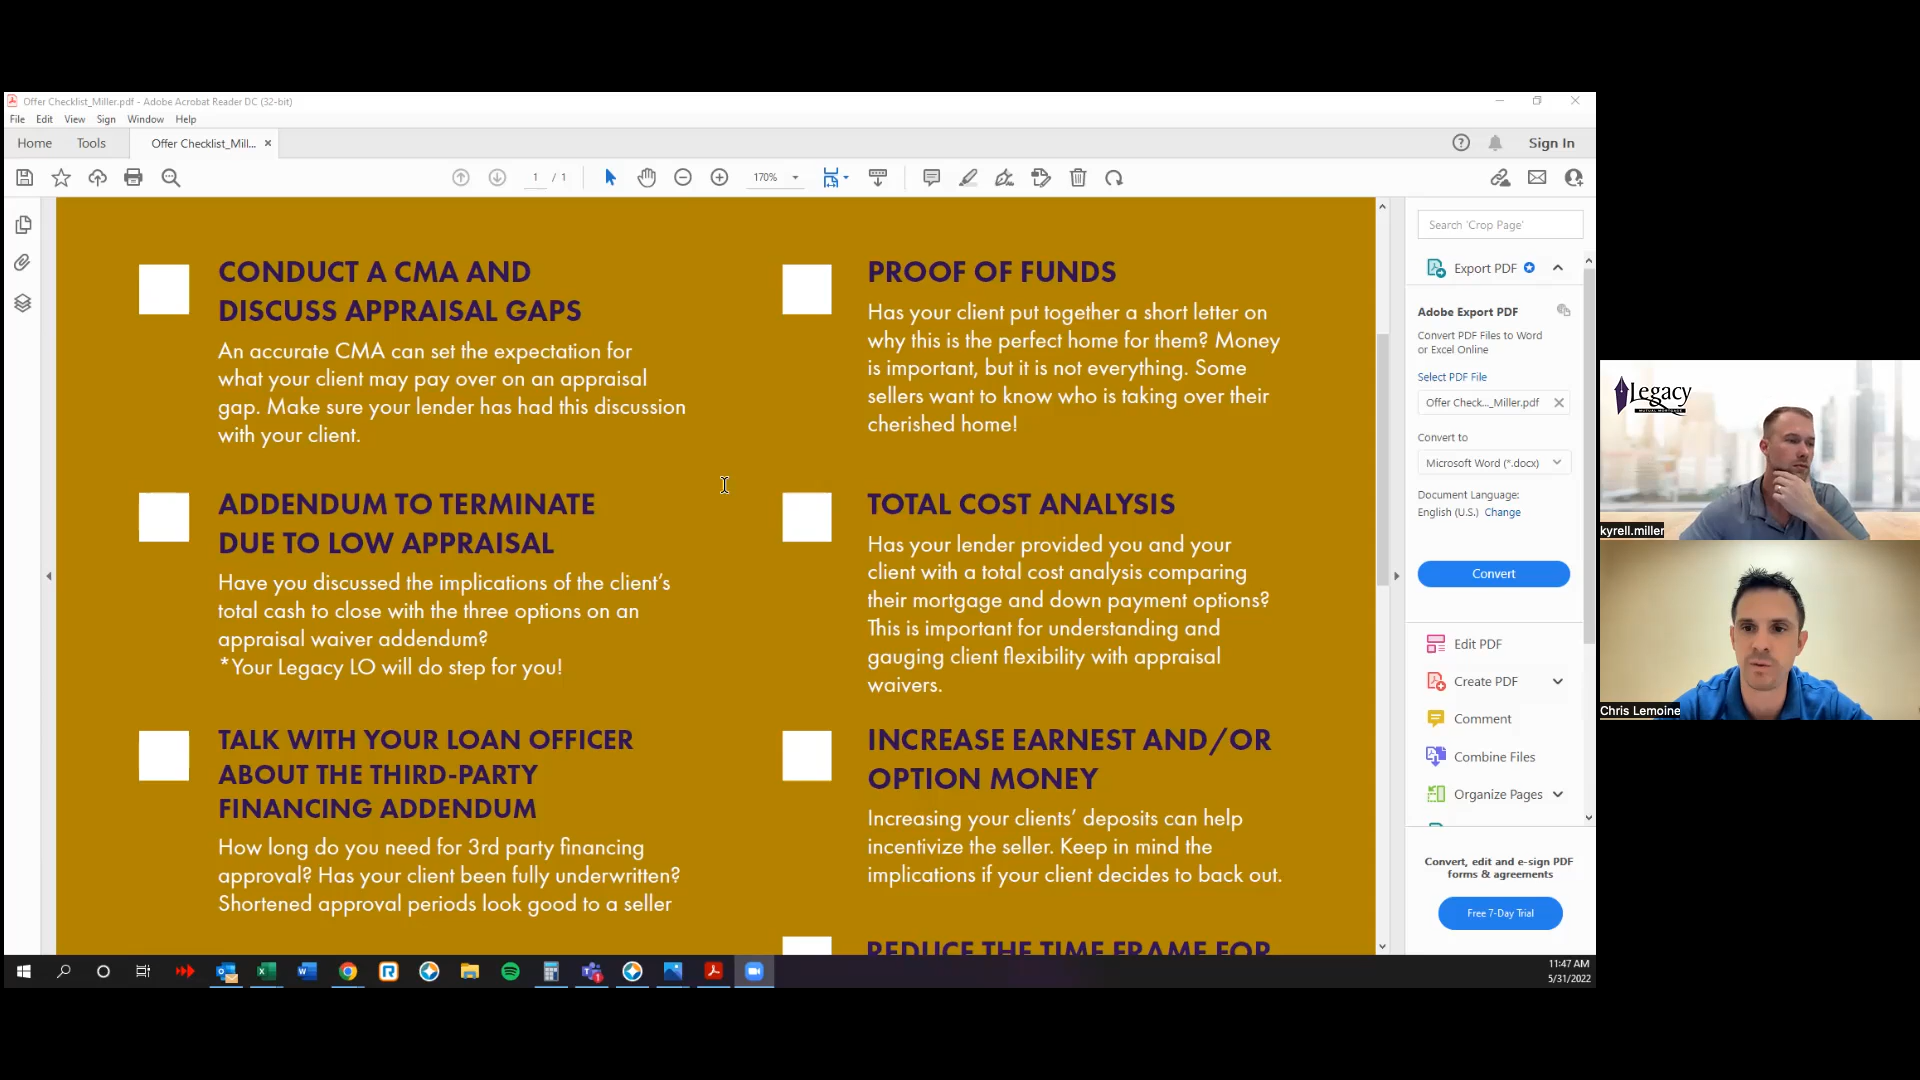 Offer Checklist_Miller.pdf - Adobe Acrobat Reader DC (32-bit)
File Edit View Sign Window Help
Home Tools Offer Checklist_Mill... × Sign In
1 / 1 170%
CONDUCT A CMA AND
DISCUSS APPRAISAL GAPS
An accurate CMA can set the expectation for
what your client may pay over on an appraisal
gap. Make sure your lender has had this discussion
with your client.
ADDENDUM TO TERMINATE
DUE TO LOW APPRAISAL
Have you discussed the implications of the client's
total cash to close with the three options on an
appraisal waiver addendum?
*Your Legacy LO will do step for you!
TALK WITH YOUR LOAN OFFICER
ABOUT THE THIRD-PARTY
FINANCING ADDENDUM
How long do you need for 3rd party financing
approval? Has your client been fully underwritten?
Shortened approval periods look good to a seller
PROOF OF FUNDS
Has your client put together a short letter on
why this is the perfect home for them? Money
is important, but it is not everything. Some
sellers want to know who is taking over their
cherished home!
TOTAL COST ANALYSIS
Has your lender provided you and your
client with a total cost analysis comparing
their mortgage and down payment options?
This is important for understanding and
gauging client flexibility with appraisal
waivers.
INCREASE EARNEST AND/OR
OPTION MONEY
Increasing your clients' deposits can help
incentivize the seller. Keep in mind the
implications if your client decides to back out.
REDUCE THE TIME FRAME FOR
Search 'Crop Page'
Export PDF
Adobe Export PDF
Convert PDF Files to Word
or Excel Online
Select PDF File
Offer Check..._Miller.pdf
Convert to
Microsoft Word (*.docx)
Document Language:
English (U.S.) Change
Convert
Edit PDF
Create PDF
Comment
Combine Files
Organize Pages
Convert, edit and e-sign PDF
forms & agreements
Free 7-Day Trial
11:47 AM
5/31/2022
Legacy
kyrell.miller
Chris Lemoine